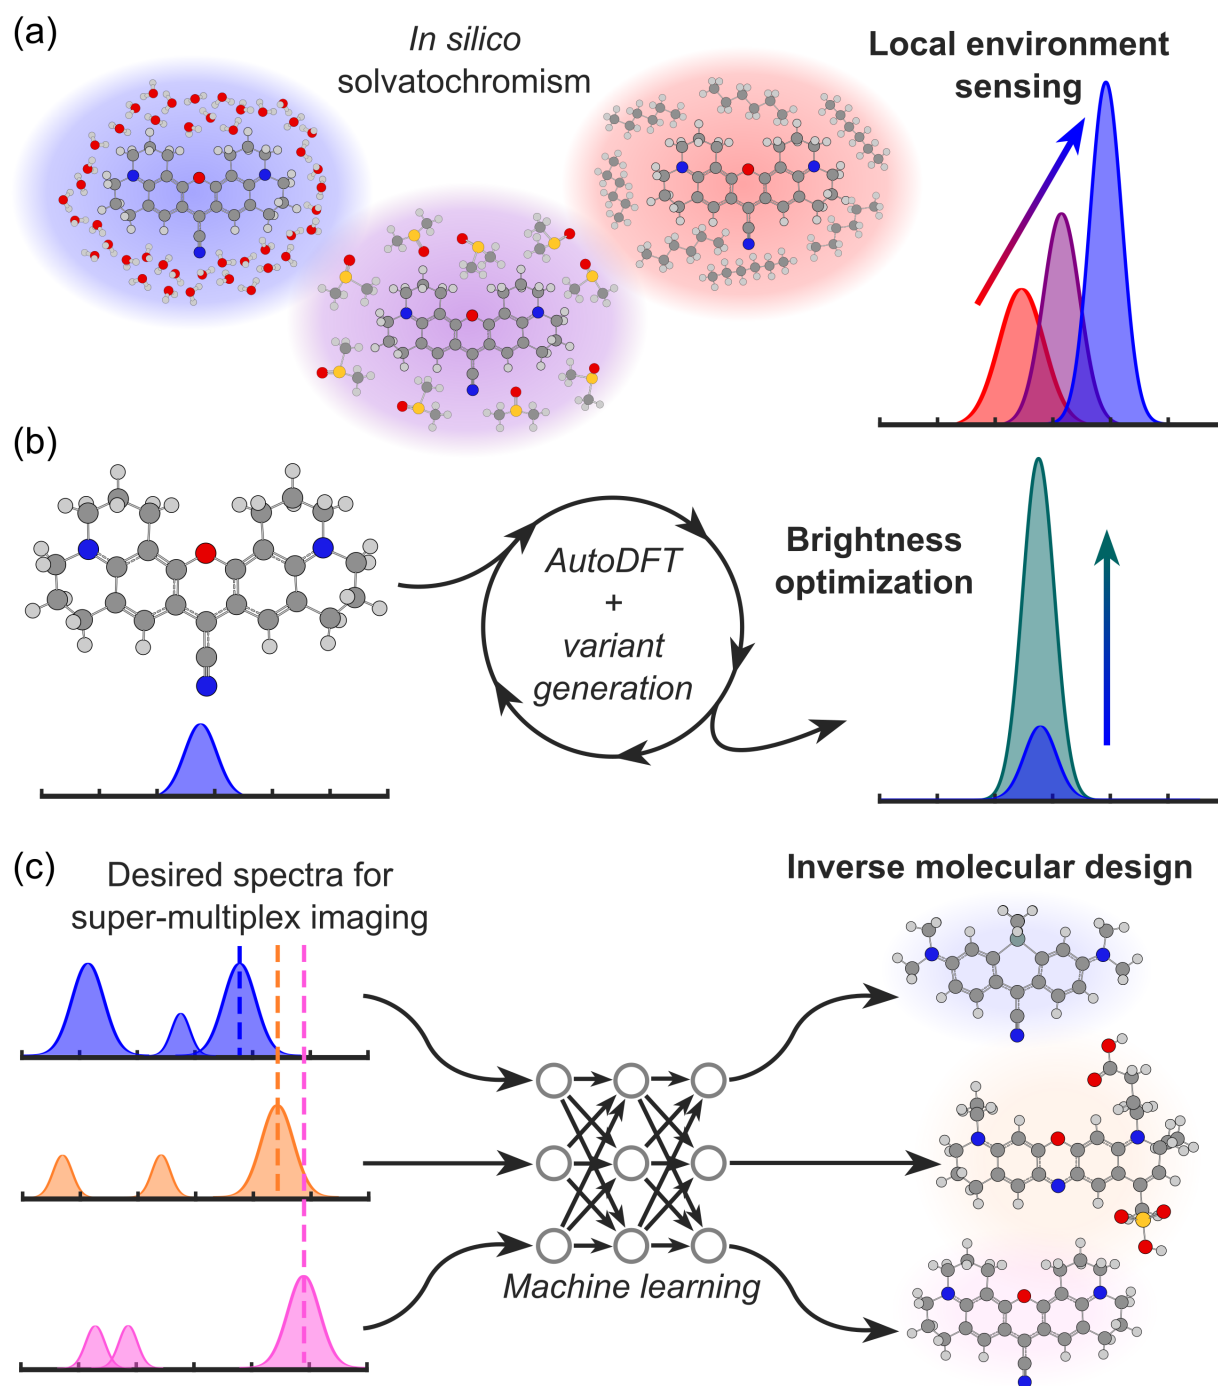 (a)
In silico
solvatochromism
Local environment
sensing
(b)
AutoDFT
+
variant
generation
Brightness
optimization
(c)
Desired spectra for
super-multiplex imaging
Inverse molecular design
Machine learning